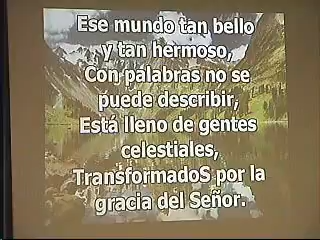 Ese mundo tan bello
y tan hermoso,
Con palabras no se
puede describir,
Está lleno de gentes
celestiales,
TransformadoS por la
gracia del Señor.